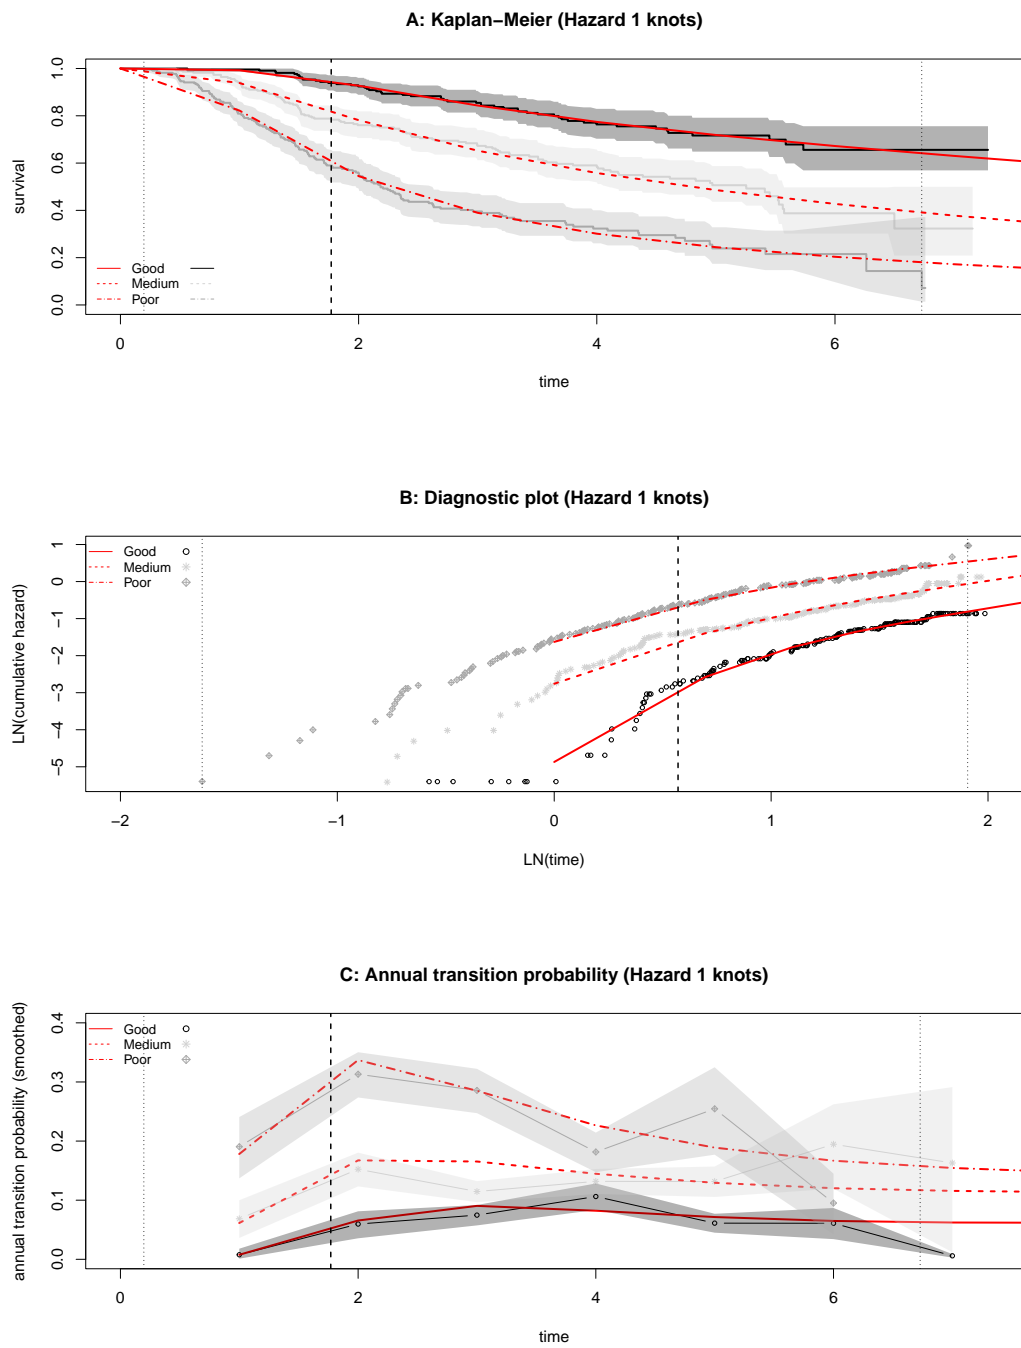 A: Kaplan−Meier (Hazard 1 knots)
survival
1.0
0.8
0.6
0.4
0.2
0.0
Good
Medium
Poor
0 2 4 6
time
B: Diagnostic plot (Hazard 1 knots)
LN(cumulative hazard)
1
0
−1
−2
−3
−4
−5
Good
Medium
Poor
−2 −1 0 1 2
LN(time)
C: Annual transition probability (Hazard 1 knots)
annual transition probability (smoothed)
0.4
0.3
0.2
0.1
0.0
Good
Medium
Poor
0 2 4 6
time